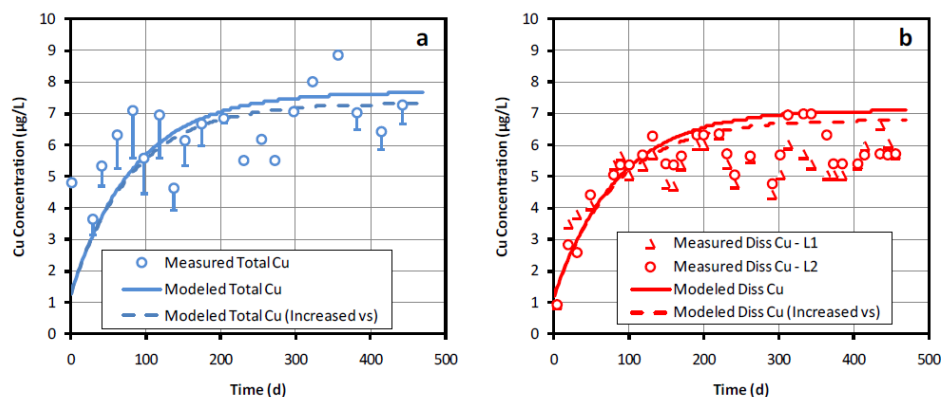 a
10
9
8
7
6
5
4
3
2
1
0
Cu Concentration (µg/L)
Measured Total Cu
Modeled Total Cu
Modeled Total Cu (Increased vs)
0
100
200
300
400
500
Time (d)
b
10
9
8
7
6
5
4
3
2
1
0
Cu Concentration (µg/L)
Measured Diss Cu - L1
Measured Diss Cu - L2
Modeled Diss Cu
Modeled Diss Cu (Increased vs)
0
100
200
300
400
500
Time (d)